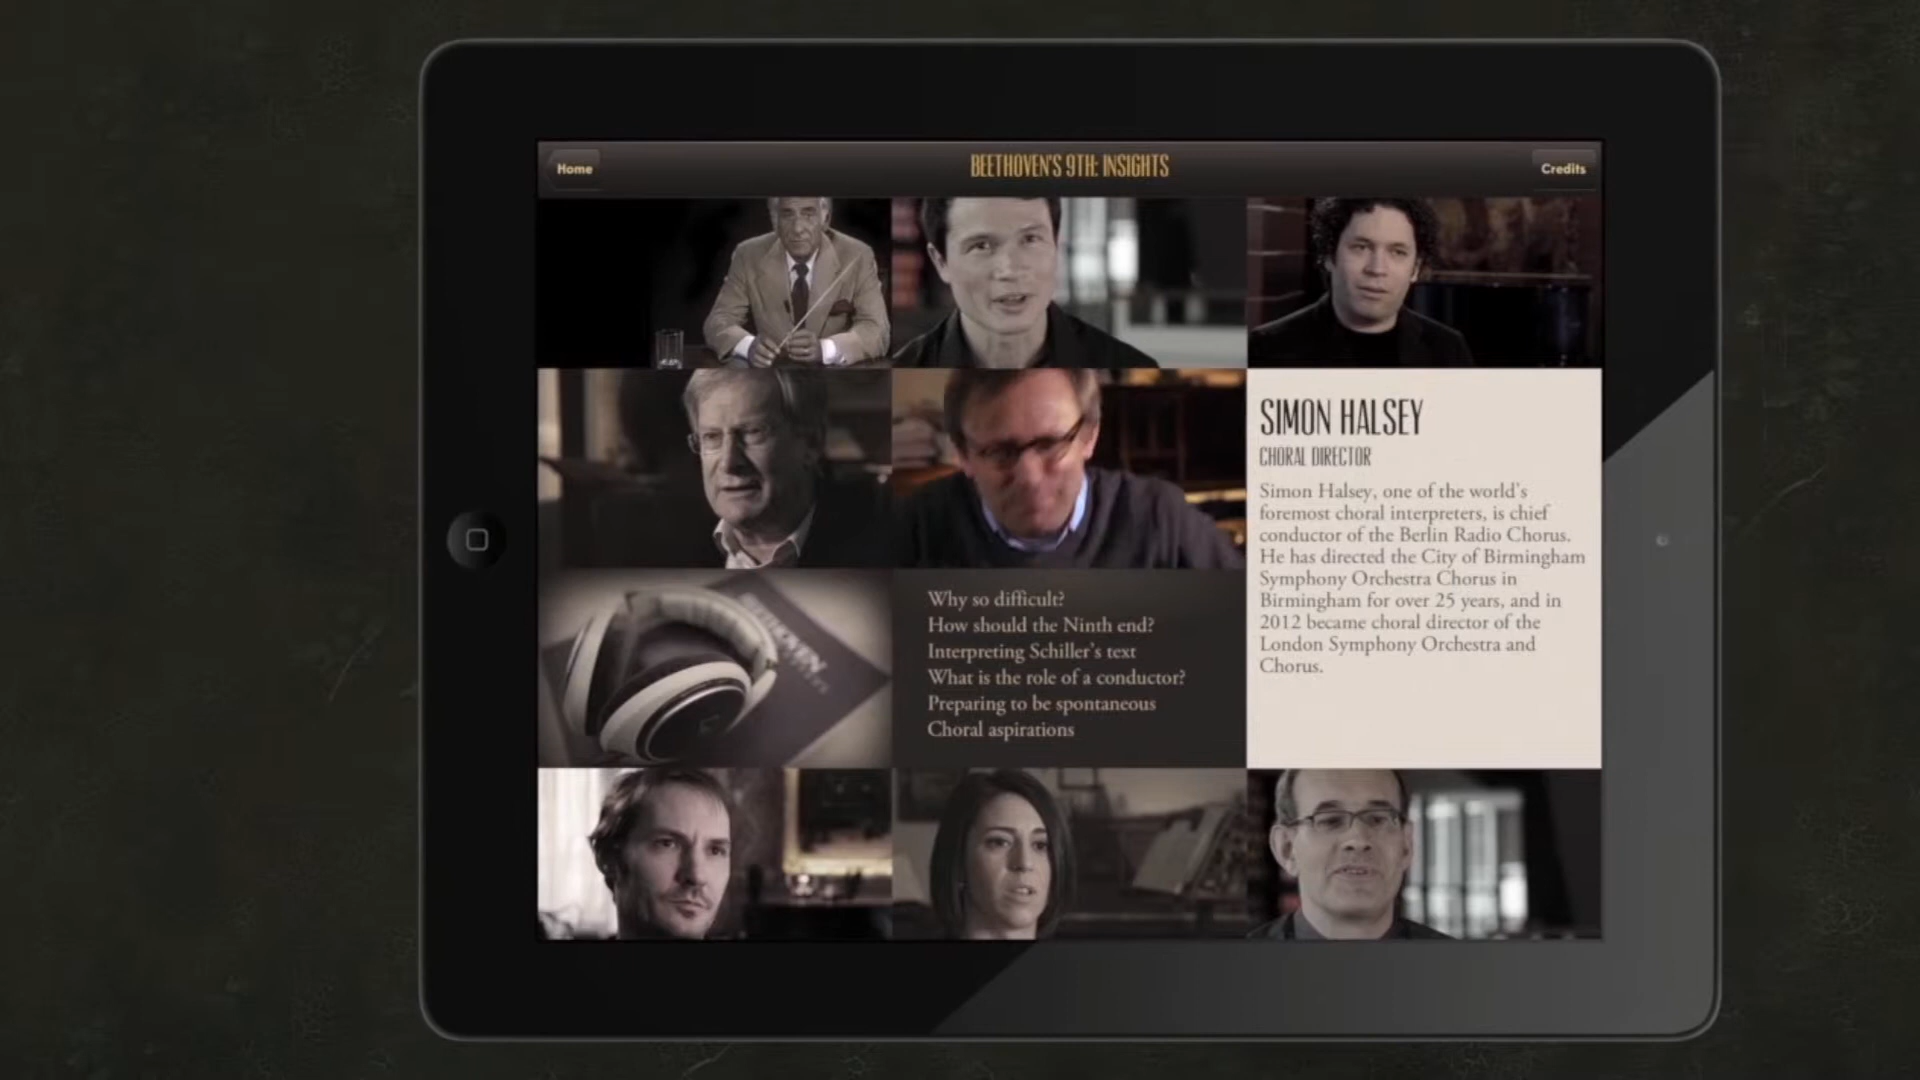 Home
BEETHOVEN'S 9TH: INSIGHTS
Credits
SIMON HALSEY
CHORAL DIRECTOR
Simon Halsey, one of the world's
foremost choral interpreters, is chief
conductor of the Berlin Radio Chorus.
He has directed the City of Birmingham
Symphony Orchestra Chorus in
Birmingham for over 25 years, and in
2012 became choral director of the
London Symphony Orchestra and
Chorus.
Why so difficult?
How should the Ninth end?
Interpreting Schiller's text
What is the role of a conductor?
Preparing to be spontaneous
Choral aspirations
BEETHOVEN